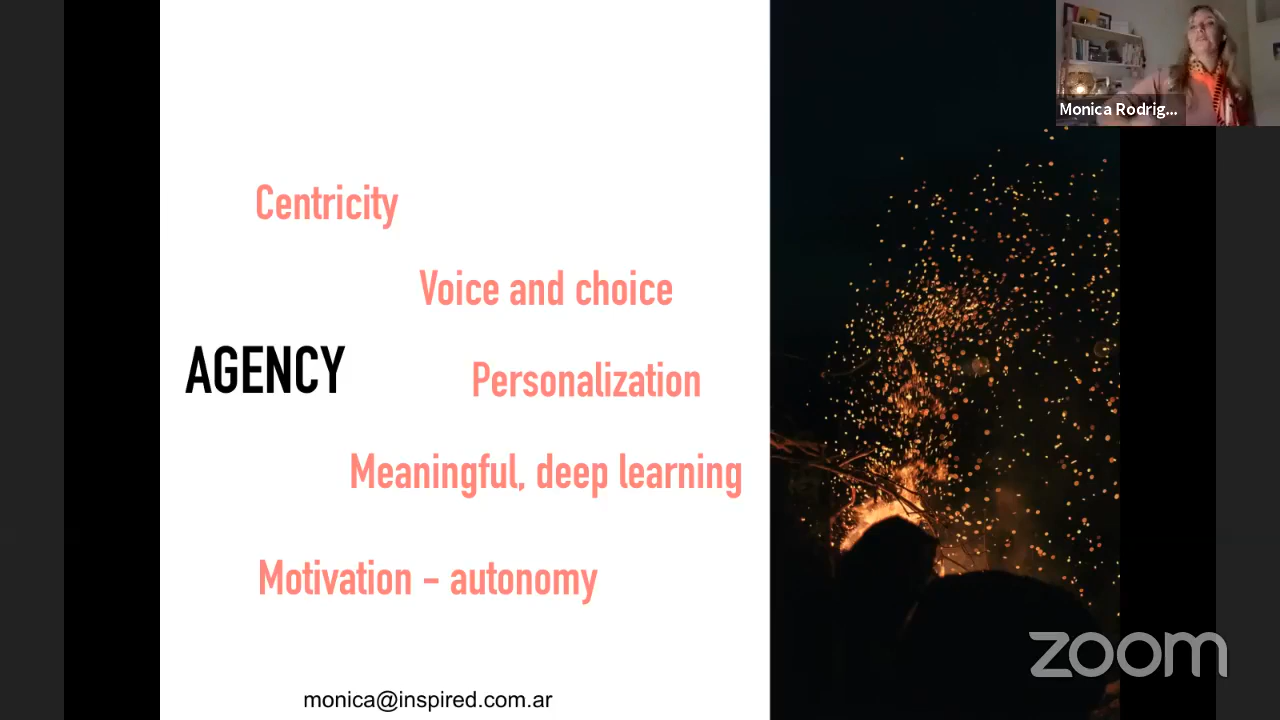 Monica Rodrig...
Centricity
Voice and choice
AGENCY
Personalization
Meaningful, deep learning
Motivation - autonomy
monica@inspired.com.ar
zoom